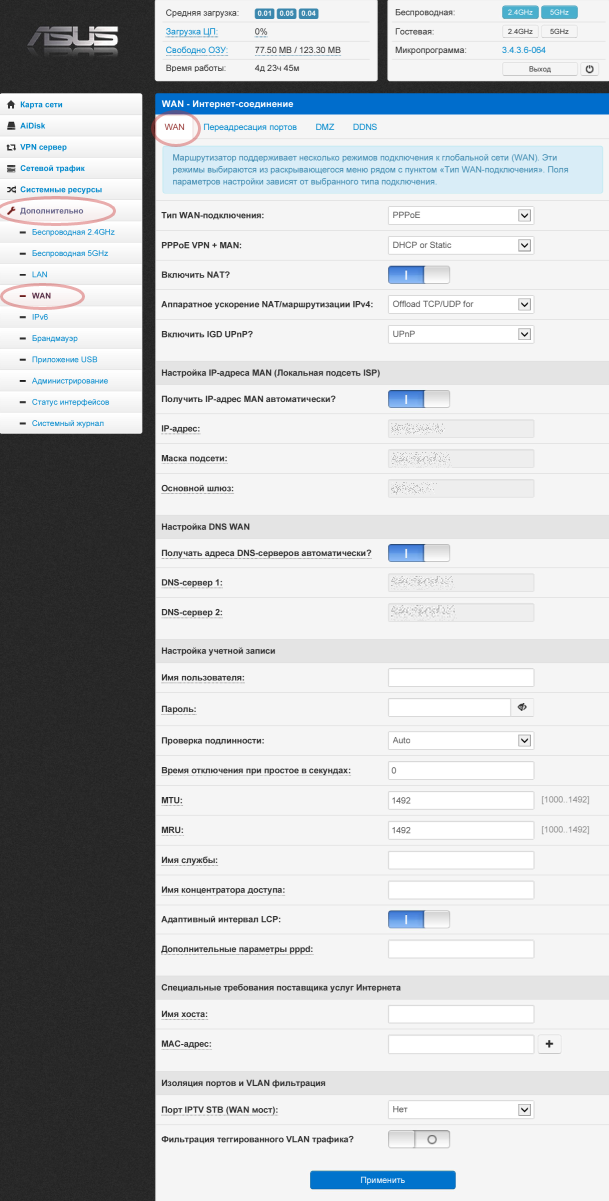 ASUS
Средняя загрузка: 0.01 0.05 0.04
Загрузка ЦП: 0%
Свободно ОЗУ: 77.50 MB / 123.30 MB
Время работы: 4д 23ч 45м
Беспроводная: 2.4GHz 5GHz
Гостевая: 2.4GHz 5GHz
Микропрограмма: 3.4.3.6-064
Выход
Карта сети
AiDisk
VPN сервер
Сетевой трафик
Системные ресурсы
Дополнительно
Беспроводная 2.4GHz
Беспроводная 5GHz
LAN
WAN
IPv6
Брандмауэр
Приложение USB
Администрирование
Статус интерфейсов
Системный журнал
WAN - Интернет-соединение
WAN Переадресация портов DMZ DDNS
Маршрутизатор поддерживает несколько режимов подключения к глобальной сети (WAN). Эти
режимы выбираются из раскрывающегося меню рядом с пунктом «Тип WAN-подключения». Поля
параметров настройки зависят от выбранного типа подключения.
Тип WAN-подключения: PPPoE
PPPoE VPN + MAN: DHCP or Static
Включить NAT?
Аппаратное ускорение NAT/маршрутизации IPv4: Offload TCP/UDP for
Включить IGD UPnP? UPnP
Настройка IP-адреса MAN (Локальная подсеть ISP)
Получить IP-адрес MAN автоматически?
IP-адрес:
Маска подсети:
Основной шлюз:
Настройка DNS WAN
Получать адреса DNS-серверов автоматически?
DNS-сервер 1:
DNS-сервер 2:
Настройка учетной записи
Имя пользователя:
Пароль:
Проверка подлинности: Auto
Время отключения при простое в секундах: 0
MTU: 1492 [1000..1492]
MRU: 1492 [1000..1492]
Имя службы:
Имя концентратора доступа:
Адаптивный интервал LCP:
Дополнительные параметры pppd:
Специальные требования поставщика услуг Интернета
Имя хоста:
MAC-адрес:
Изоляция портов и VLAN фильтрация
Порт IPTV STB (WAN мост): Нет
Фильтрация теггированного VLAN трафика?
Применить